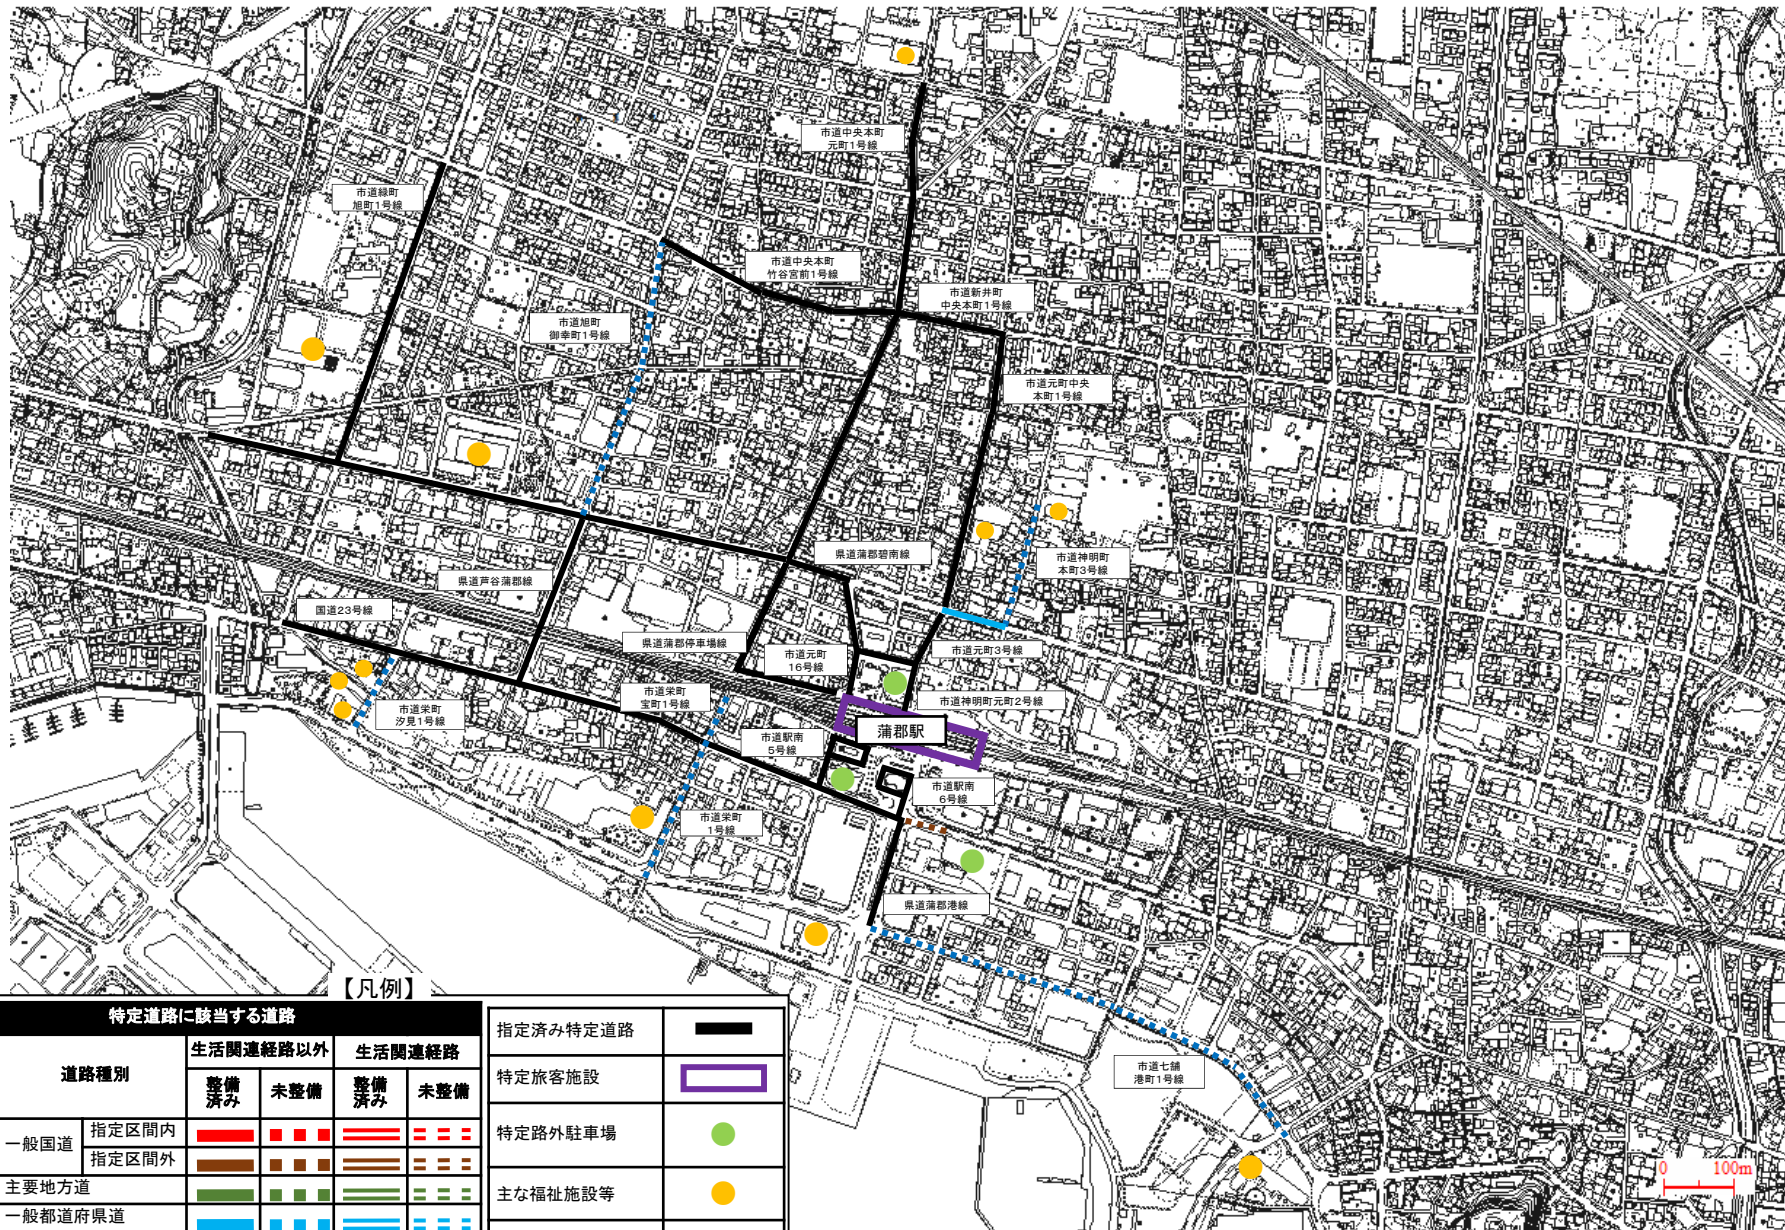 市道中央本町
元町1号線
市道緑町
旭町1号線
市道中央本町
竹谷宮前1号線
市道新井町
中央本町1号線
市道旭町
御幸町1号線
市道元町中央
本町1号線
県道蒲郡碧南線
市道神明町
本町3号線
県道芦谷蒲郡線
国道23号線
県道蒲郡停車場線
市道元町
16号線
市道元町3号線
市道栄町
宝町1号線
市道神明町元町2号線
市道栄町
汐見1号線
市道駅南
5号線
蒲郡駅
市道駅南
6号線
市道栄町
1号線
県道蒲郡港線
市道七舗
港町1号線
0 100m
【凡例】
特定道路に該当する道路
道路種別
生活関連経路以外
生活関連経路
整備
済み
未整備
整備
済み
未整備
一般国道
指定区間内
指定区間外
主要地方道
一般都道府県道
指定済み特定道路
特定旅客施設
特定路外駐車場
主な福祉施設等